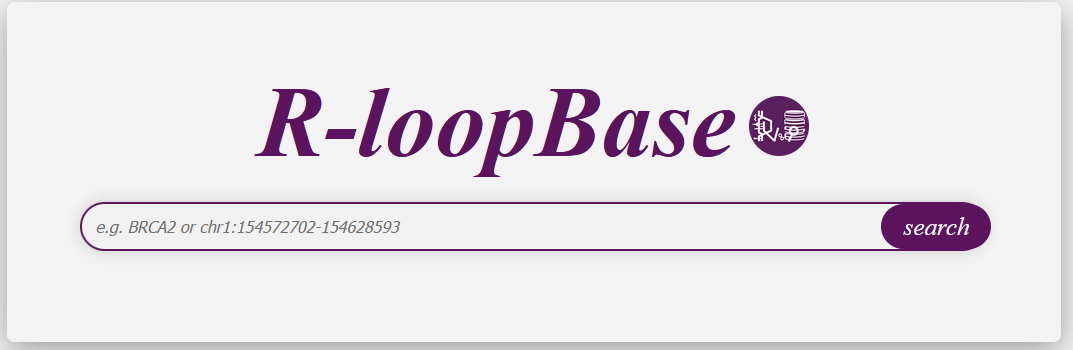 R-loopBase
e.g. BRCA2 or chr1:154572702-154628593
search